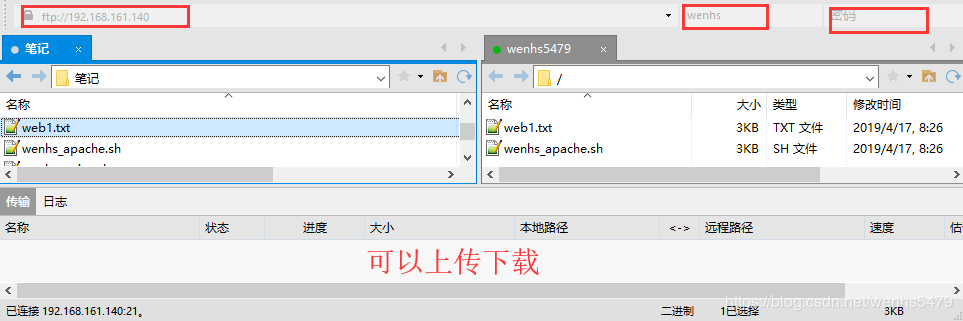 ftp://192.168.161.140 wenhs 密码
笔记 × wenhs5479 ×
笔记 /
名称 名称 大小 类型 修改时间
web1.txt web1.txt 3KB TXT 文件 2019/4/17, 8:26
wenhs_apache.sh wenhs_apache.sh 3KB SH 文件 2019/4/17, 8:26
传输 日志
名称 状态 进度 大小 本地路径 <-> 远程路径 速度
可以上传下载
已连接 192.168.161.140:21。 二进制 1已选择 3KB
https://blog.csdn.net/wenhs5479